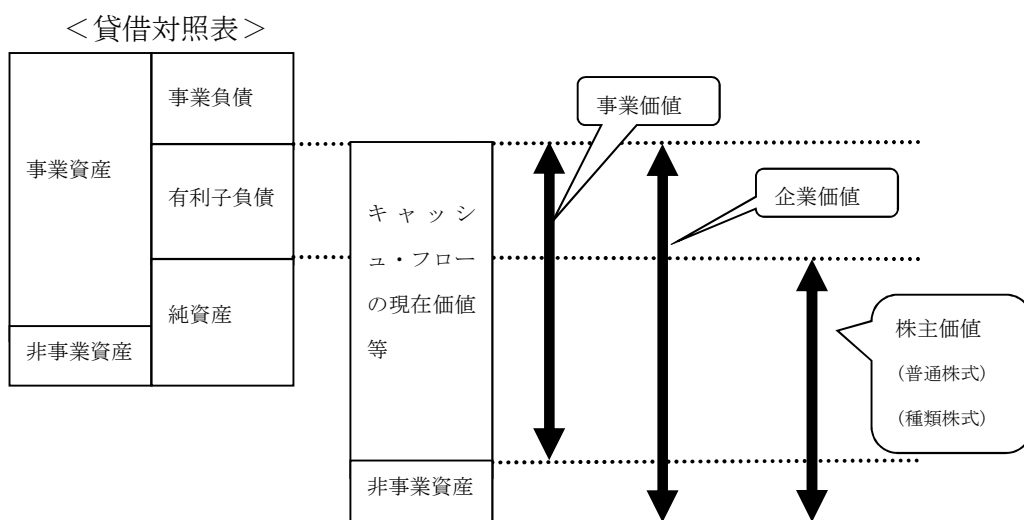 ＜貸借対照表＞
事業資産
非事業資産
事業負債
有利子負債
純資産
キャッシ
ュ・フロー
の現在価値
等
非事業資産
事業価値
企業価値
株主価値
(普通株式)
(種類株式)